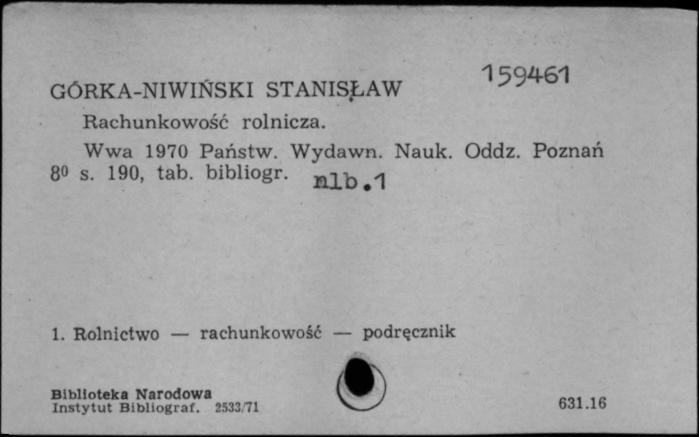 159461
GÓRKA-NIWIŃSKI STANISŁAW
Rachunkowość rolnicza.
Wwa 1970 Państw. Wydawn. Nauk. Oddz. Poznań
8⁰ s. 190, tab. bibliogr. nlb.1
1. Rolnictwo — rachunkowość — podręcznik
Biblioteka Narodowa
Instytut Bibliograf. 2533/71
631.16